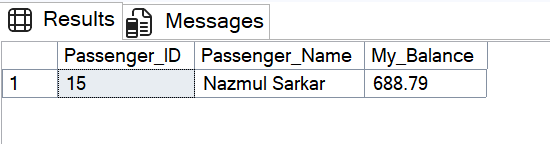 Results Messages
Passenger_ID Passenger_Name My_Balance
1 15 Nazmul Sarkar 688.79